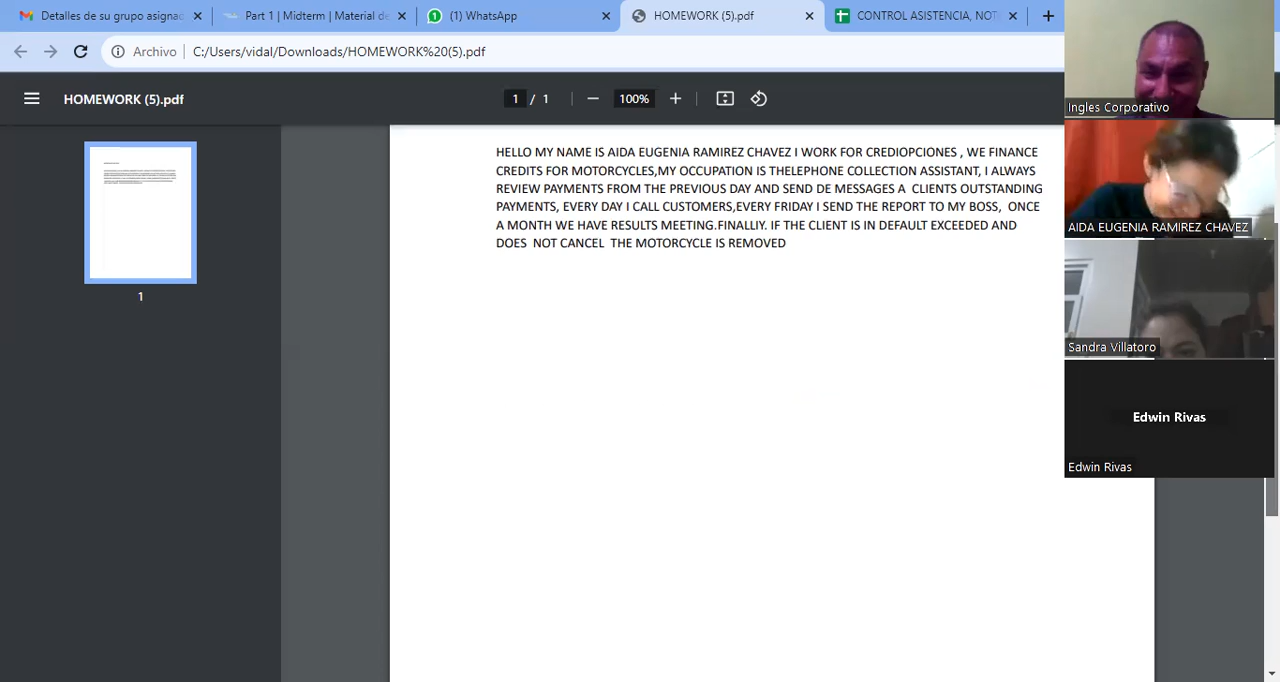 Detalles de su grupo asignad
Part 1 | Midterm | Material de
(1) WhatsApp
HOMEWORK (5).pdf
CONTROL ASISTENCIA, NOT
Archivo
C:/Users/vidal/Downloads/HOMEWORK%20(5).pdf
HOMEWORK (5).pdf
1 / 1
100%
HELLO MY NAME IS AIDA EUGENIA RAMIREZ CHAVEZ I WORK FOR CREDIOPCIONES , WE FINANCE
CREDITS FOR MOTORCYCLES,MY OCCUPATION IS THELEPHONE COLLECTION ASSISTANT, I ALWAYS
REVIEW PAYMENTS FROM THE PREVIOUS DAY AND SEND DE MESSAGES A  CLIENTS OUTSTANDING
PAYMENTS, EVERY DAY I CALL CUSTOMERS,EVERY FRIDAY I SEND THE REPORT TO MY BOSS,  ONCE
A MONTH WE HAVE RESULTS MEETING.FINALLIY. IF THE CLIENT IS IN DEFAULT EXCEEDED AND
DOES  NOT CANCEL  THE MOTORCYCLE IS REMOVED
1
Ingles Corporativo
AIDA EUGENIA RAMIREZ CHAVEZ
Sandra Villatoro
Edwin Rivas
Edwin Rivas